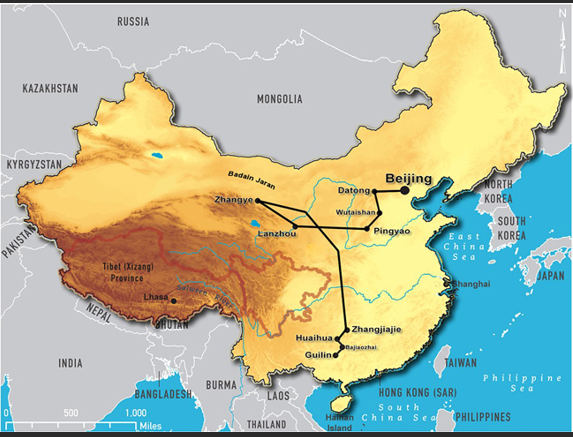 RUSSIA
N
KAZAKHSTAN
MONGOLIA
KYRGYZSTAN
Badain Jaran
Beijing
Datong
Zhangye
Wutaishan
NORTH
KOREA
Lanzhou
Pingyao
SOUTH
KOREA
PAKISTAN
East
China
Sea
JAPAN
Tibet (Xizang)
Province
Salween River
Shanghai
Lhasa
NEPAL
BHUTAN
Zhangjiajie
Huaihua
Bajiaozhai
Guilin
INDIA
TAIWAN
BANGLADESH
BURMA
Philippine
Sea
HONG KONG (SAR)
LAOS
South
China Sea
Hainan
Island
PHILIPPINES
THAILAND
0 500 1,000
Miles